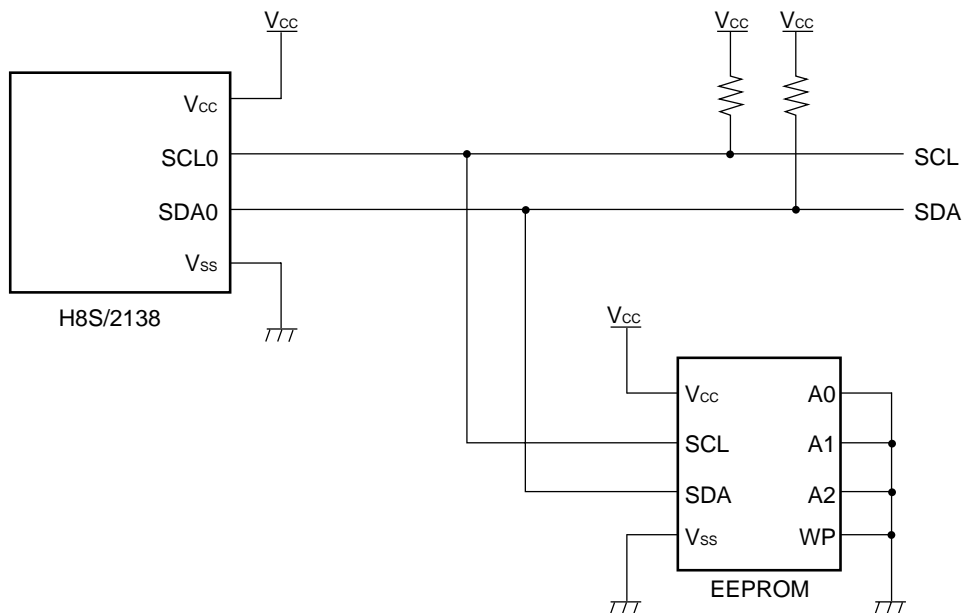 Vcc
Vcc Vcc
Vcc
SCL0
SCL
SDA0
SDA
Vss
H8S/2138
Vcc
Vcc
A0
SCL
A1
SDA
A2
Vss
WP
EEPROM